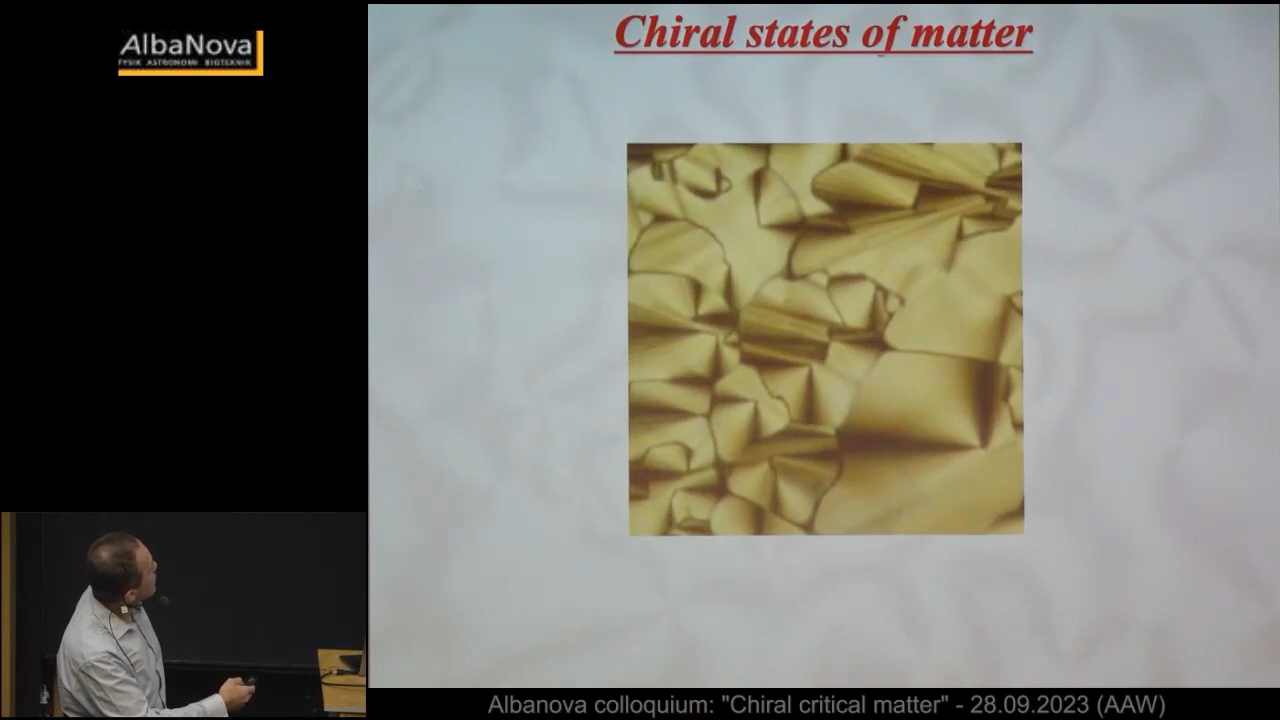 AlbaNova
FYSIK ASTRONOMI BIOTEKNIK
Chiral states of matter
Albanova colloquium: "Chiral critical matter" - 28.09.2023 (AAW)